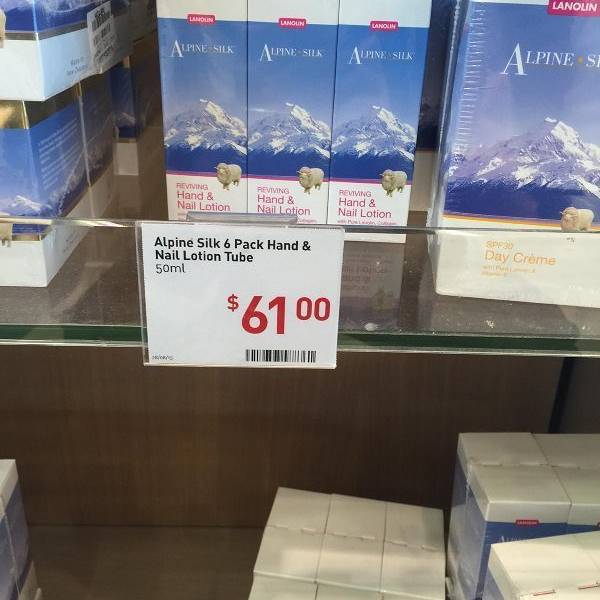 LANOLIN
LANOLIN
LANOLIN
LANOLIN
ALPINE SILK
ALPINE SILK
ALPINE SILK
ALPINE SI
REVIVING
Hand &
Nail Lotion
REVIVING
Hand &
Nail Lotion
REVIVING
Hand &
Nail Lotion
SPF30
Day Crème
Alpine Silk 6 Pack Hand &
Nail Lotion Tube
50ml
$61 00